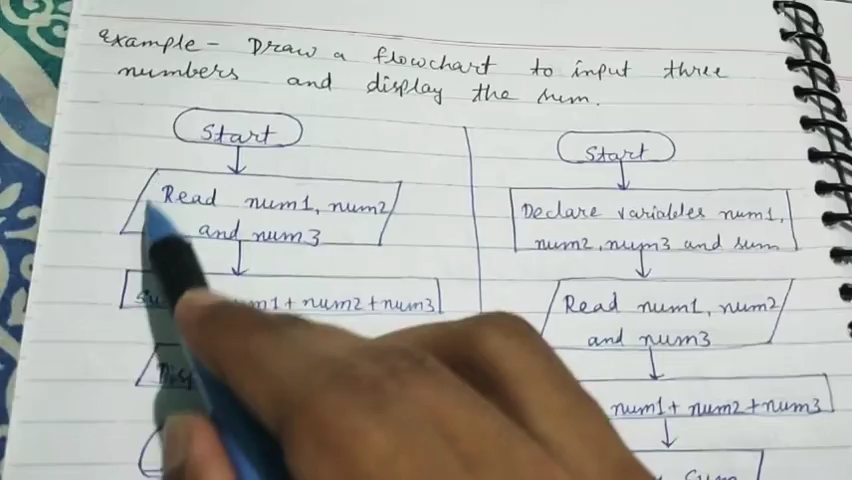 Example - Draw a flowchart to input three
numbers and display the sum.
Start
Read num1, num2
and num3
num1 + num2 + num3
Start
Declare variables num1,
num2, num3 and sum
Read num1, num2
and num3
num1 + num2 + num3